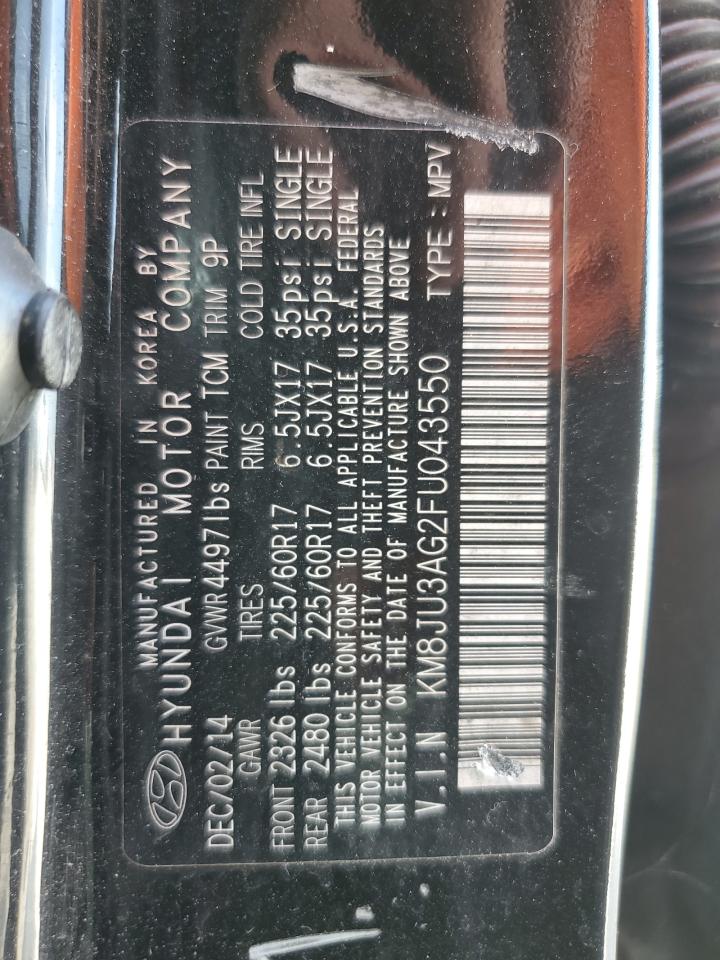 MANUFACTURED IN KOREA BY
HYUNDAI MOTOR COMPANY
DEC/02/14 GVWR 4497lbs PAINT TCM TRIM 9P
GAWR TIRES RIMS COLD TIRE INFL
FRONT 2326 lbs 225/60R17 6.5JX17 35psi SINGLE
REAR 2480 lbs 225/60R17 6.5JX17 35psi SINGLE
THIS VEHICLE CONFORMS TO ALL APPLICABLE U.S.A. FEDERAL
MOTOR VEHICLE SAFETY AND THEFT PREVENTION STANDARDS
IN EFFECT ON THE DATE OF MANUFACTURE SHOWN ABOVE
V.I.N KM8JU3AG2FU043550 TYPE : MPV